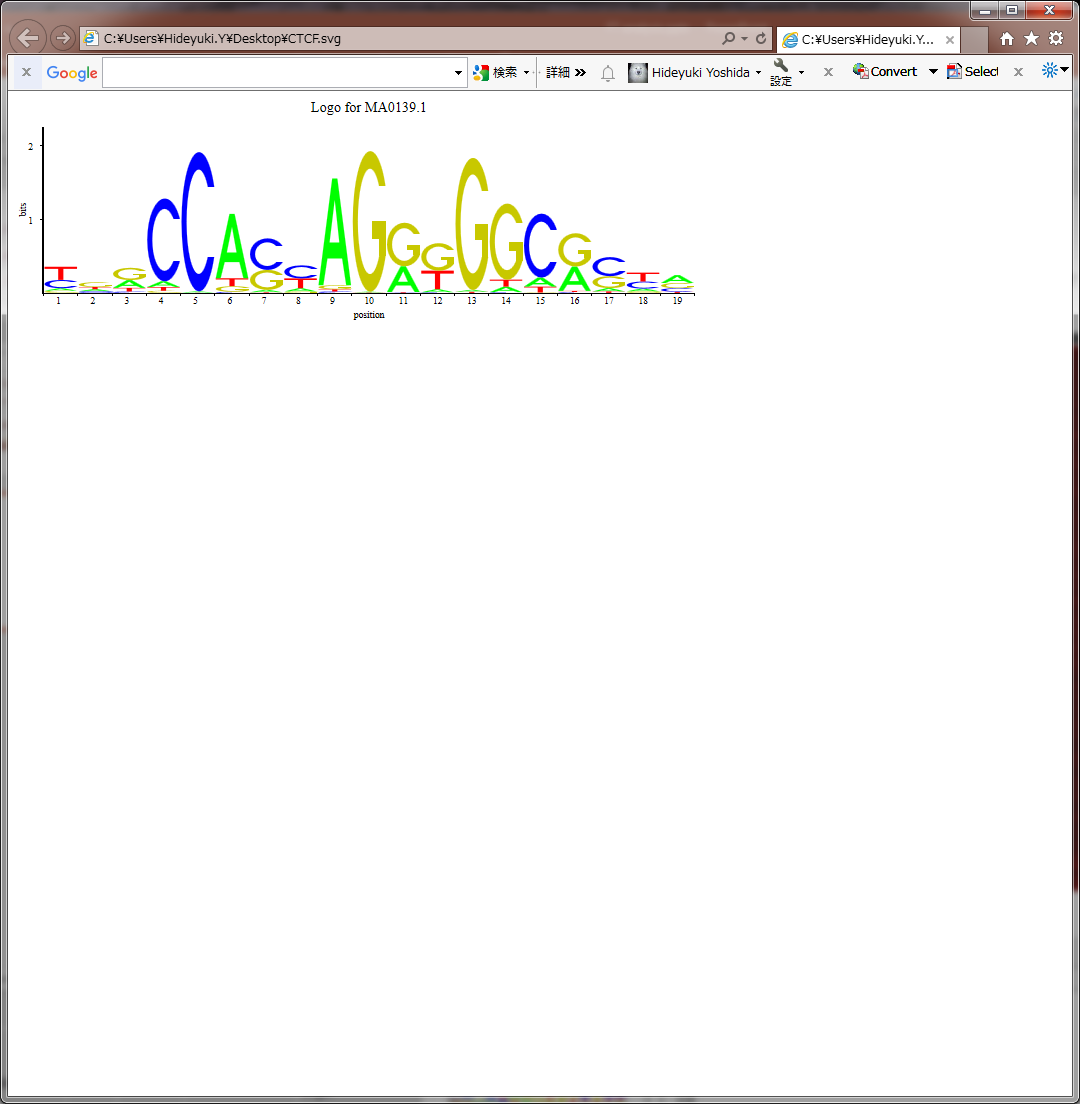 C:¥Users¥Hideyuki.Y¥Desktop¥CTCF.svg
C:¥Users¥Hideyuki.Y...
Google 検索 詳細 Hideyuki Yoshida 設定 Convert Select
Logo for MA0139.1
2
bits
1
1 2 3 4 5 6 7 8 9 10 11 12 13 14 15 16 17 18 19
position